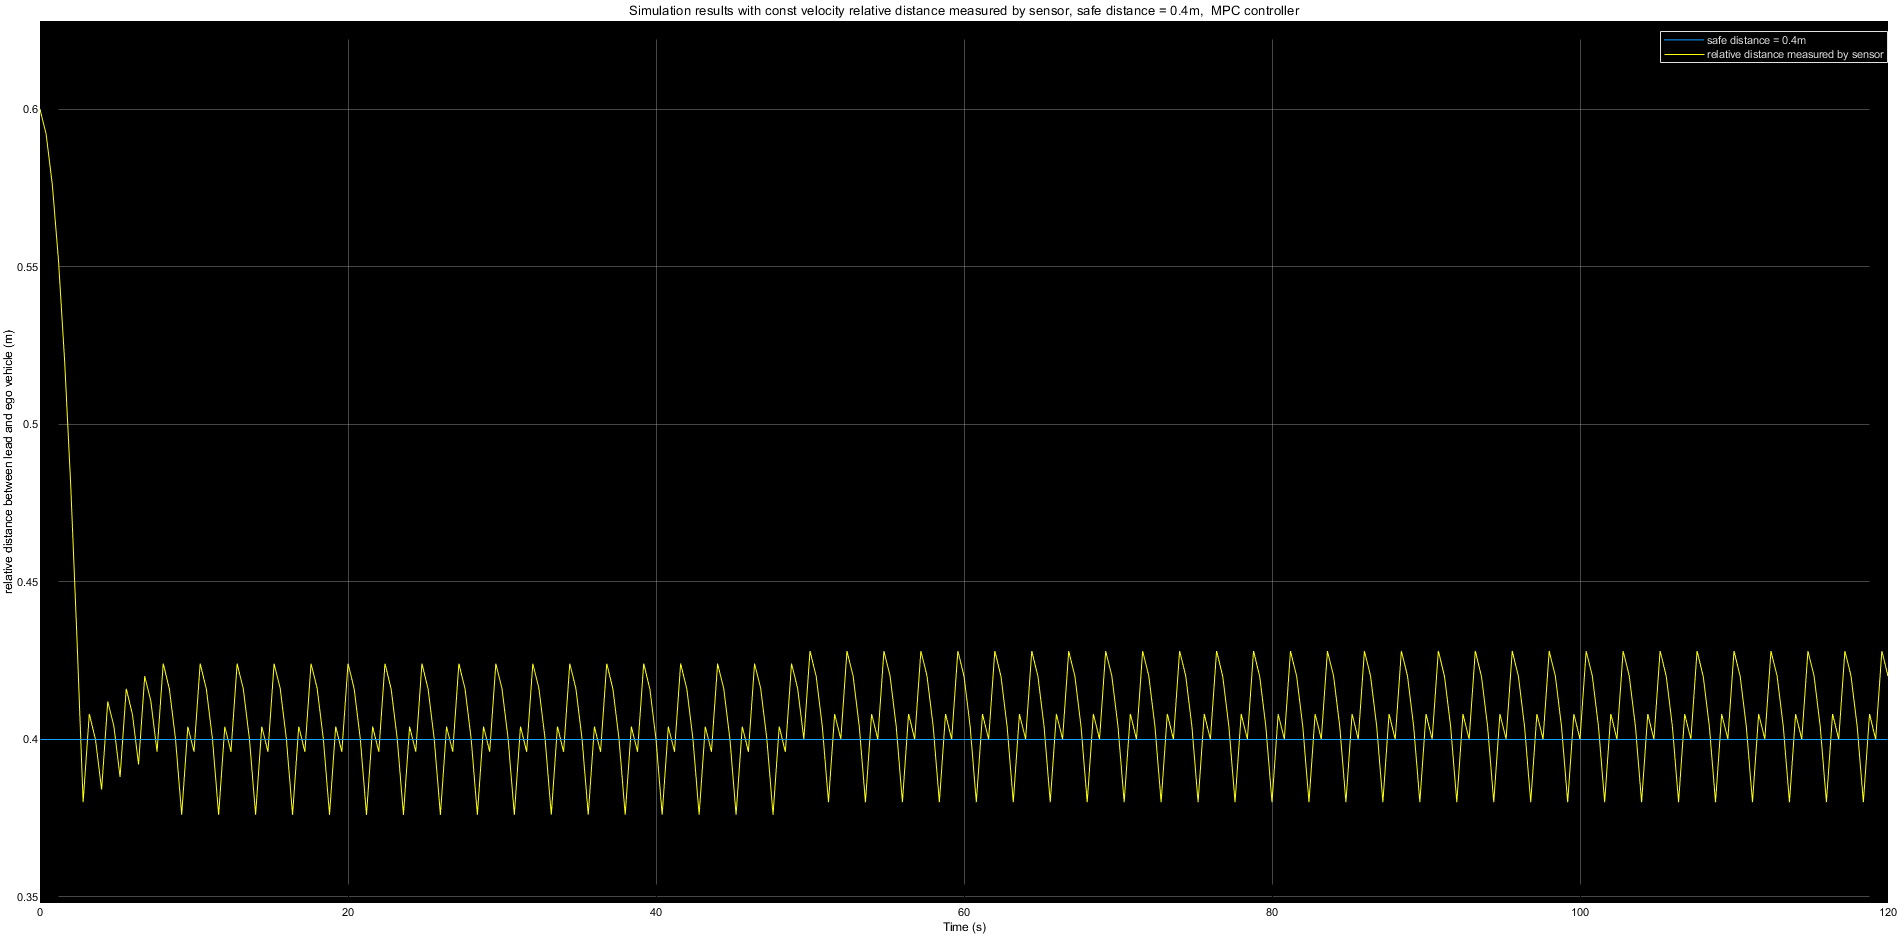 Simulation results with const velocity relative distance measured by sensor, safe distance = 0.4m,  MPC controller
safe distance = 0.4m
relative distance measured by sensor
relative distance between lead and ego vehicle (m)
0.6
0.55
0.5
0.45
0.4
0.35
0
20
40
60
80
100
120
Time (s)